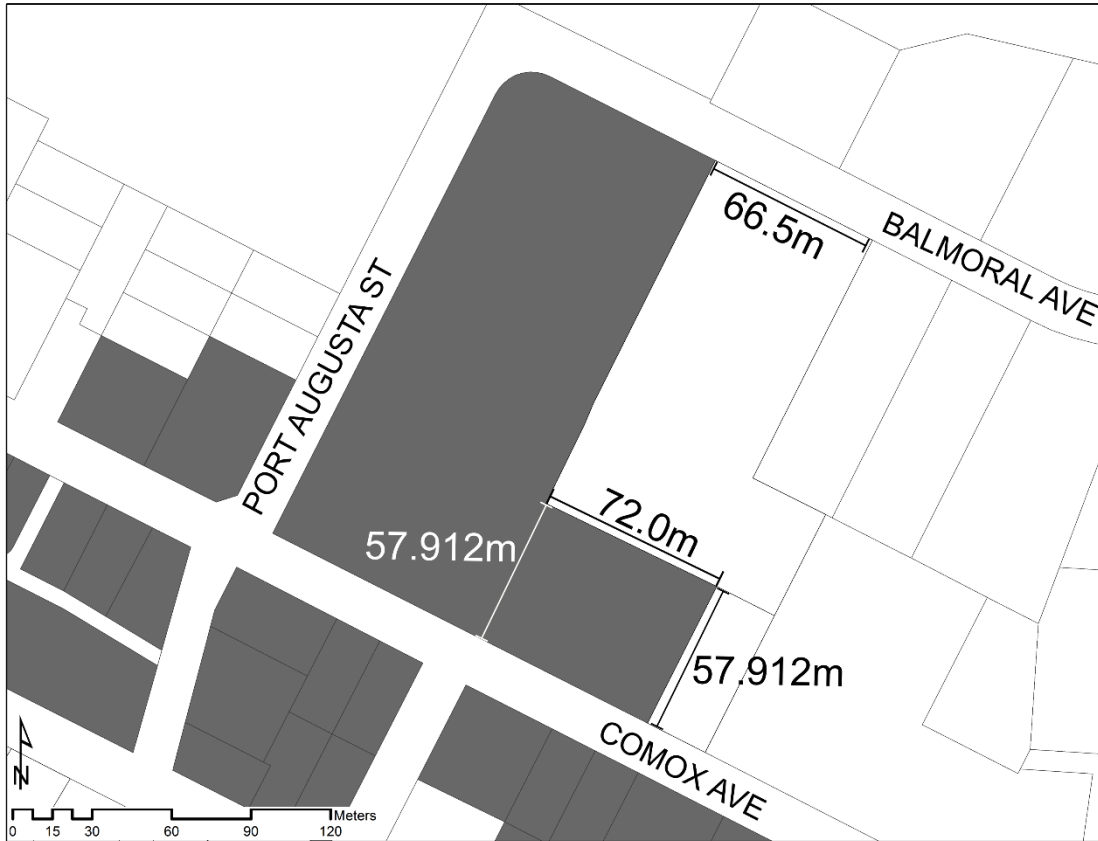 66.5m
BALMORAL AVE
PORT AUGUSTA ST
72.0m
57.912m
57.912m
COMOX AVE
N
Meters
0 15 30 60 90 120